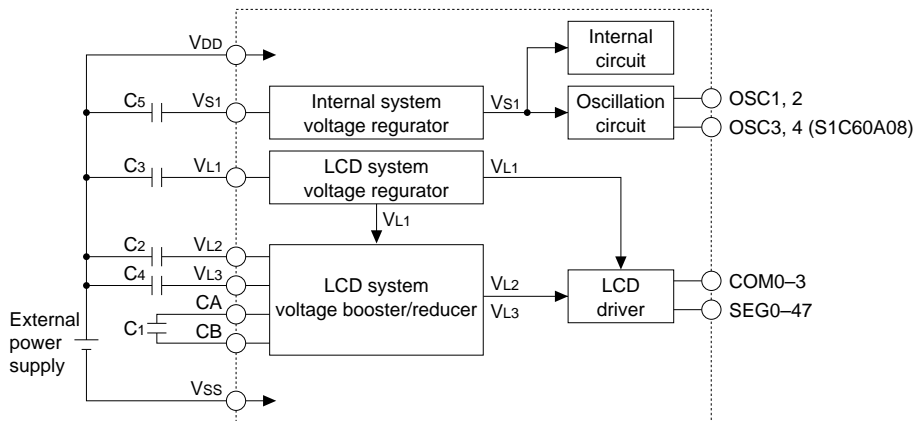 VDD
Internal
circuit
C5
VS1
Internal system
voltage regurator
VS1
Oscillation
circuit
OSC1, 2
OSC3, 4 (S1C60A08)
C3
VL1
LCD system
voltage regurator
VL1
VL1
C2
VL2
C4
VL3
CA
C1
CB
LCD system
voltage booster/reducer
VL2
VL3
LCD
driver
COM0–3
SEG0–47
External
power
supply
VSS